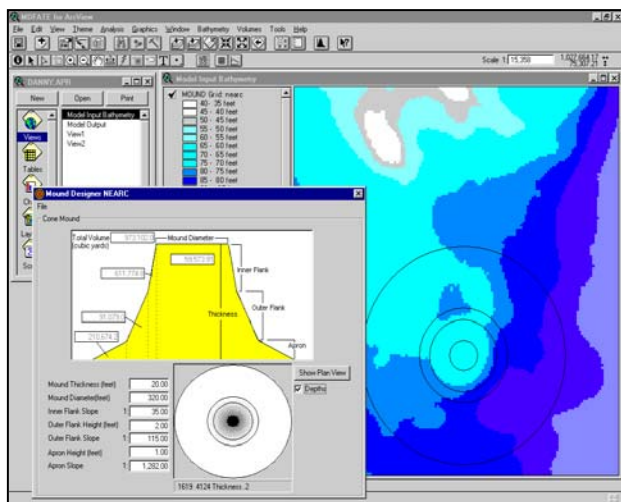 MDFATE for ArcView
File Edit View Theme Analysis Graphics Window Bathymetry Volumes Tools Help
Scale 1: 15,358
DANNY.APR
New Open Print
Views
Tables
Model Input Bathymetry
Model Output
View1
View2
Model Input Bathymetry
MOUND Grid: nearc
40 - 35 feet
45 - 40 feet
50 - 45 feet
55 - 50 feet
60 - 55 feet
65 - 60 feet
70 - 65 feet
75 - 70 feet
80 - 75 feet
85 - 80 feet
Mound Designer NEARC
File
Cone Mound
Total Volume
(cubic yards)
Mound Diameter
Inner Flank
Outer Flank
Thickness
Apron
Mound Thickness (feet) 20.00
Mound Diameter(feet) 320.00
Inner Flank Slope 1: 35.00
Outer Flank Height (feet) 2.00
Outer Flank Slope 1: 115.00
Apron Height (feet) 1.00
Apron Slope 1: 1,282.00
Show Plan View
Depths
1619 4124 Thickness .2